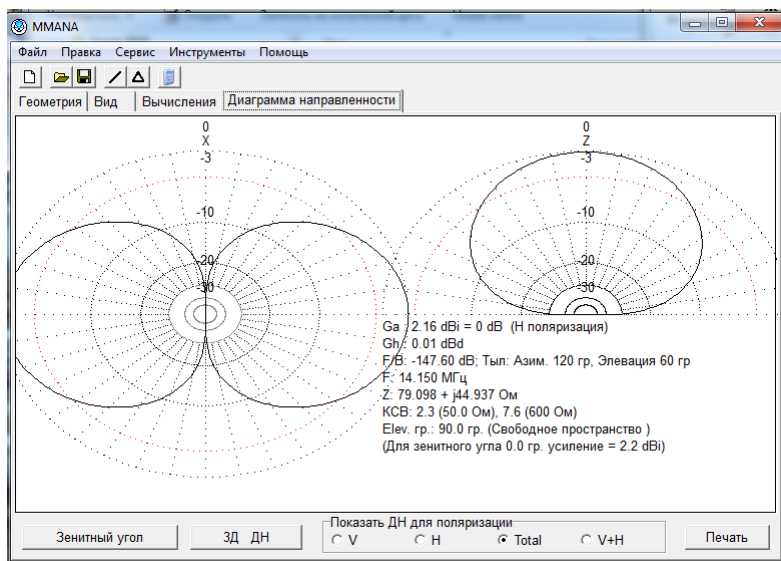 MMANA
Файл Правка Сервис Инструменты Помощь
Геометрия Вид Вычисления Диаграмма направленности
0
X
-3
-10
-20
-30
0
Z
-3
-10
-20
-30
Ga : 2.16 dBi = 0 dB (H поляризация)
Gh : 0.01 dBd
F/B: -147.60 dB; Тыл: Азим. 120 гр, Элевация 60 гр
F: 14.150 МГц
Z: 79.098 + j44.937 Ом
КСВ: 2.3 (50.0 Ом), 7.6 (600 Ом)
Elev. гр.: 90.0 гр. (Свободное пространство )
(Для зенитного угла 0.0 гр. усиление = 2.2 dBi)
Показать ДН для поляризации
Зенитный угол 3Д ДН V H Total V+H Печать